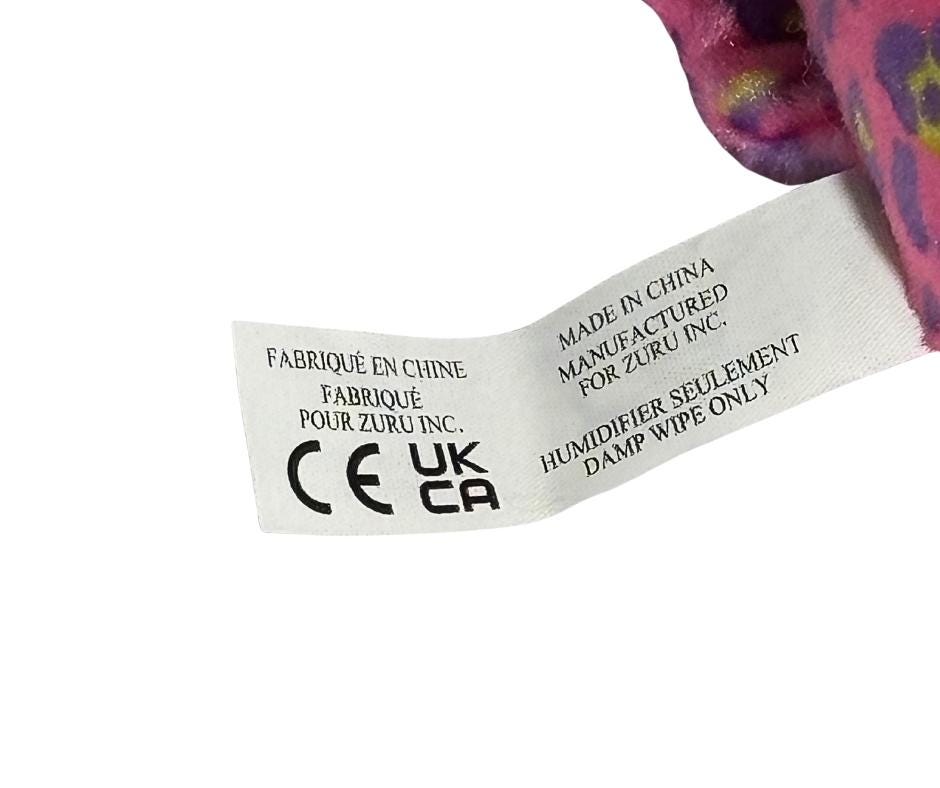 FABRIQUÉ EN CHINE
FABRIQUÉ
POUR ZURU INC.
CE UK
CA
MADE IN CHINA
MANUFACTURED
FOR ZURU INC.
HUMIDIFIER SEULEMENT
DAMP WIPE ONLY